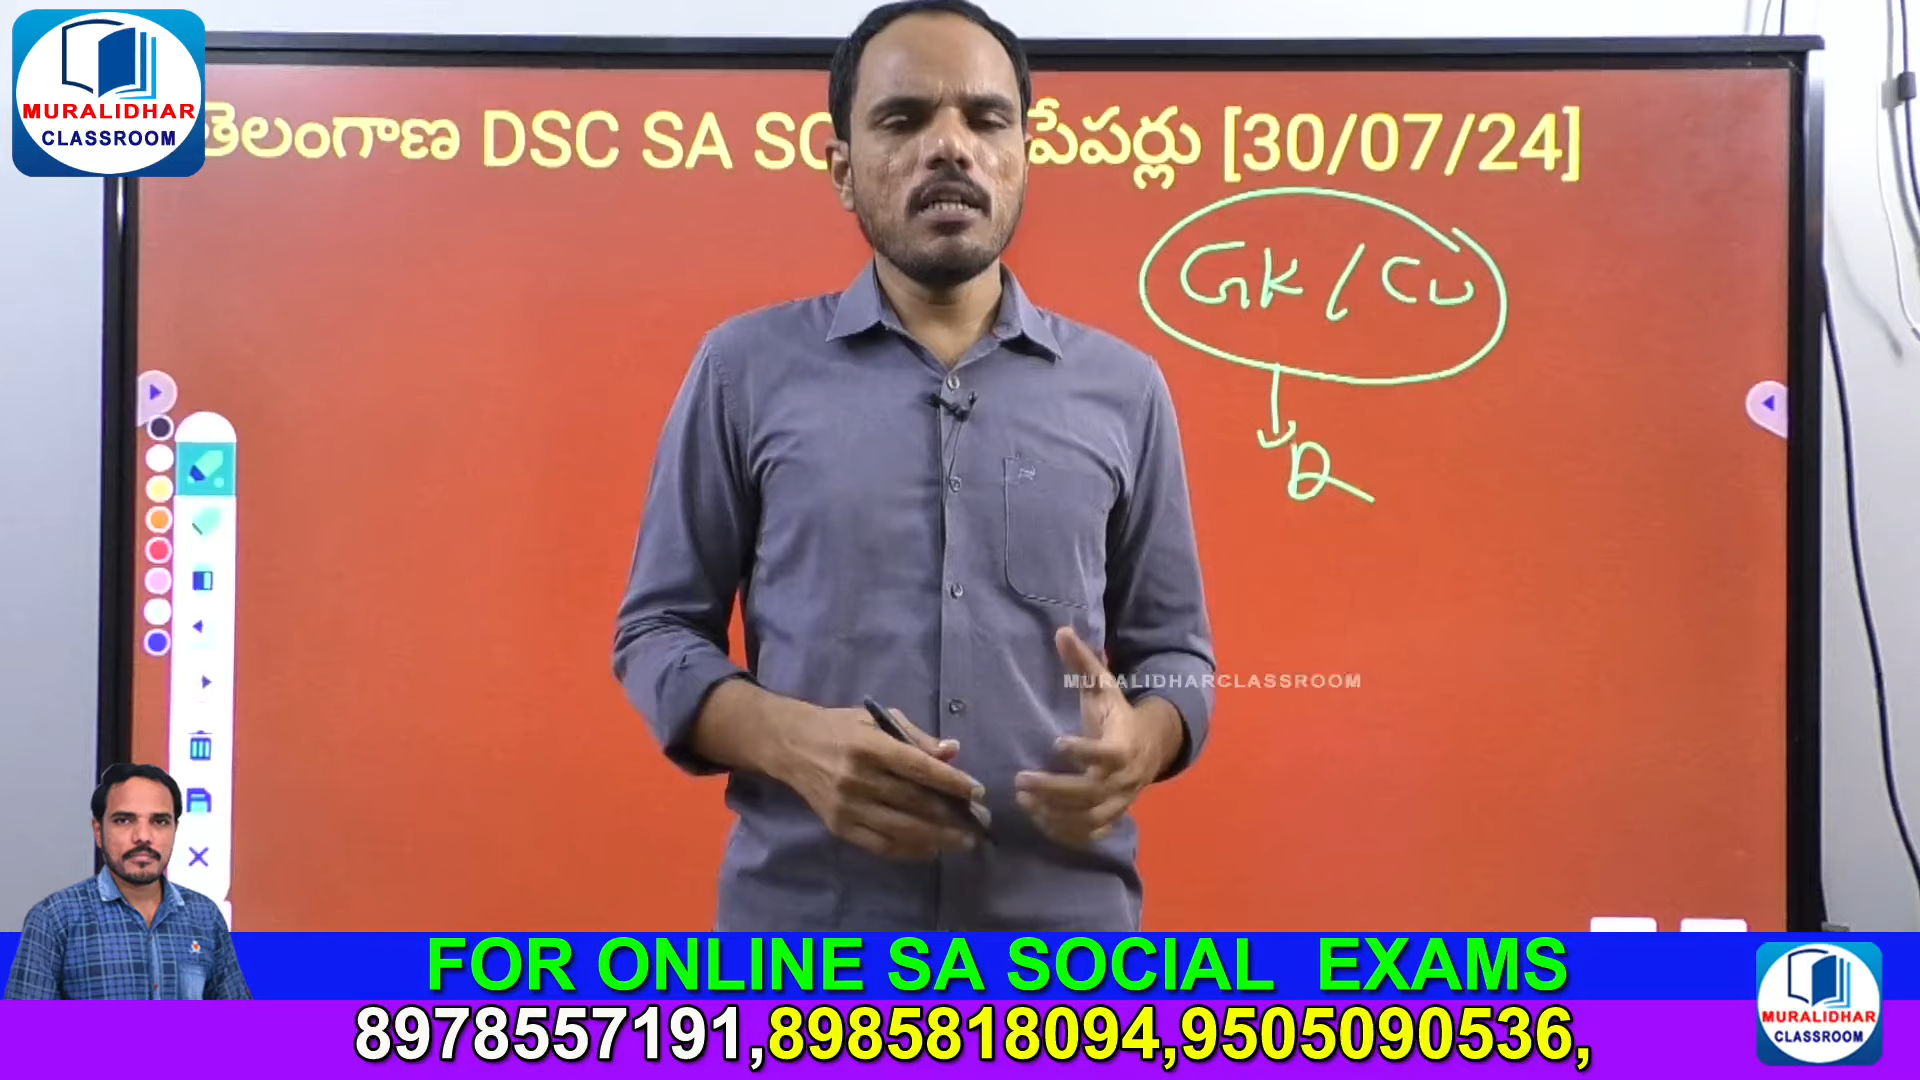 MURALIDHAR
CLASSROOM
తెలంగాణ DSC SA SO పేపర్లు [30/07/24]
GK / CU
MURALIDHARCLASSROOM
FOR ONLINE SA SOCIAL EXAMS
8978557191,8985818094,9505090536,
MURALIDHAR
CLASSROOM